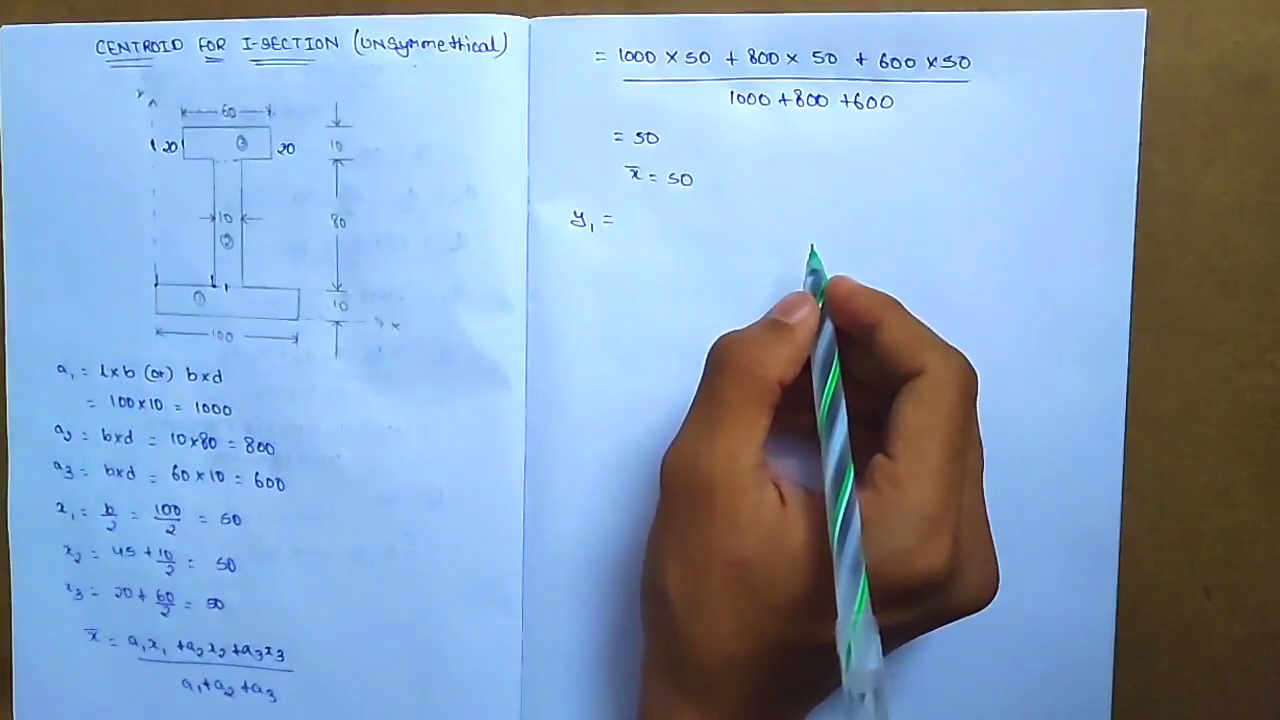 CENTROID FOR I-SECTION (UNSymmetrical)
Y
60
20 ③ 20
10
10
80
②
①
10
x
100
a₁ = l×b (or) b×d
= 100×10 = 1000
a₂ = b×d = 10×80 = 800
a₃ = b×d = 60×10 = 600
x₁ = b/2 = 100/2 = 50
x₂ = 45 + 10/2 = 50
x₃ = 20 + 60/2 = 50
x̄ = a₁x₁ + a₂x₂ + a₃x₃
a₁ + a₂ + a₃
= 1000 × 50 + 800 × 50 + 600 × 50
1000 + 800 + 600
= 50
x̄ = 50
y₁ =